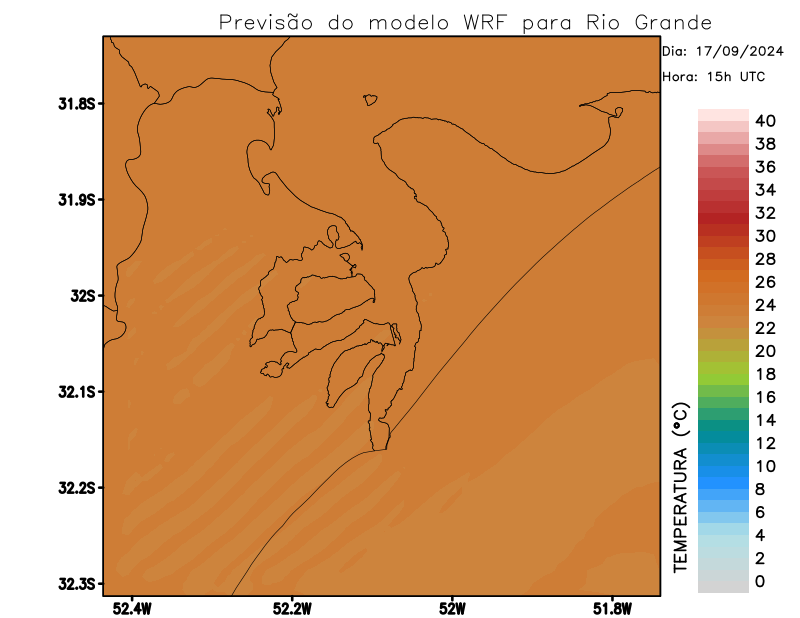 Previsão do modelo WRF para Rio Grande
Dia: 17/09/2024
Hora: 15h UTC
31.8S
31.9S
32S
32.1S
32.2S
32.3S
52.4W
52.2W
52W
51.8W
TEMPERATURA (°C)
40
38
36
34
32
30
28
26
24
22
20
18
16
14
12
10
8
6
4
2
0